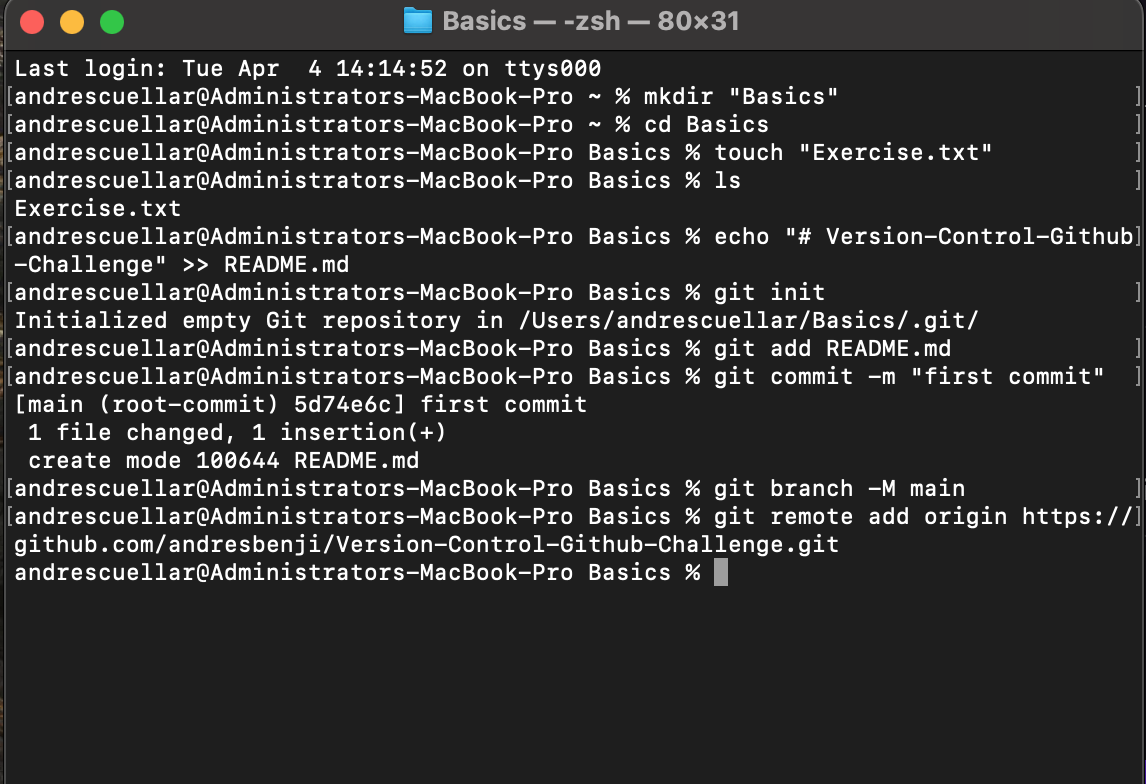 Basics — -zsh — 80×31
Last login: Tue Apr  4 14:14:52 on ttys000
[andrescuellar@Administrators-MacBook-Pro ~ % mkdir "Basics" ]
[andrescuellar@Administrators-MacBook-Pro ~ % cd Basics ]
[andrescuellar@Administrators-MacBook-Pro Basics % touch "Exercise.txt" ]
[andrescuellar@Administrators-MacBook-Pro Basics % ls ]
Exercise.txt
[andrescuellar@Administrators-MacBook-Pro Basics % echo "# Version-Control-Github]
-Challenge" >> README.md
[andrescuellar@Administrators-MacBook-Pro Basics % git init ]
Initialized empty Git repository in /Users/andrescuellar/Basics/.git/
[andrescuellar@Administrators-MacBook-Pro Basics % git add README.md ]
[andrescuellar@Administrators-MacBook-Pro Basics % git commit -m "first commit" ]
[main (root-commit) 5d74e6c] first commit
 1 file changed, 1 insertion(+)
 create mode 100644 README.md
[andrescuellar@Administrators-MacBook-Pro Basics % git branch -M main ]
[andrescuellar@Administrators-MacBook-Pro Basics % git remote add origin https://]
github.com/andresbenji/Version-Control-Github-Challenge.git
andrescuellar@Administrators-MacBook-Pro Basics %